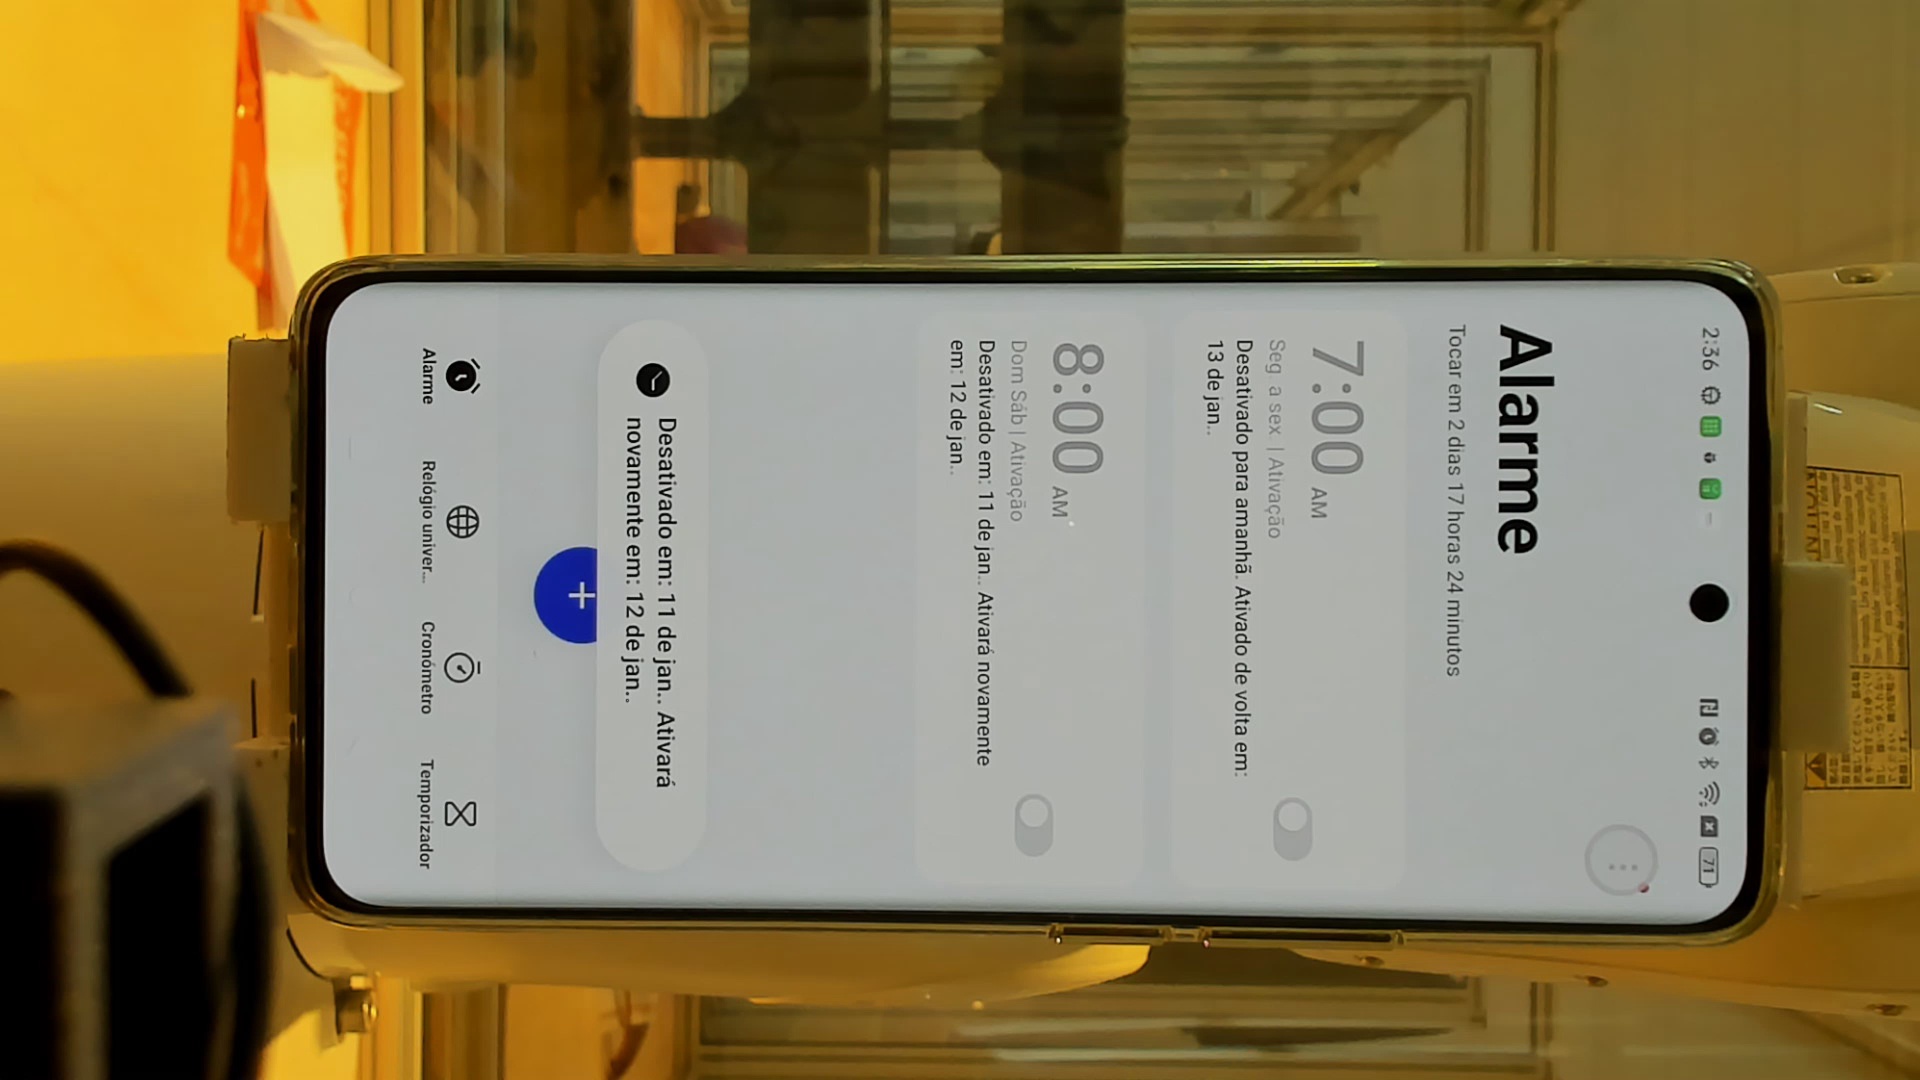 2:36
71
Alarme
Tocar em 2 dias 17 horas 24 minutos
7:00 AM
Seg. a sex. | Ativação
Desativado para amanhã. Ativado de volta em:
13 de jan..
8:00 AM
Dom Sáb | Ativação
Desativado em: 11 de jan.. Ativará novamente
em: 12 de jan..
Desativado em: 11 de jan.. Ativará
novamente em: 12 de jan..
Alarme
Relógio univer...
Cronómetro
Temporizador